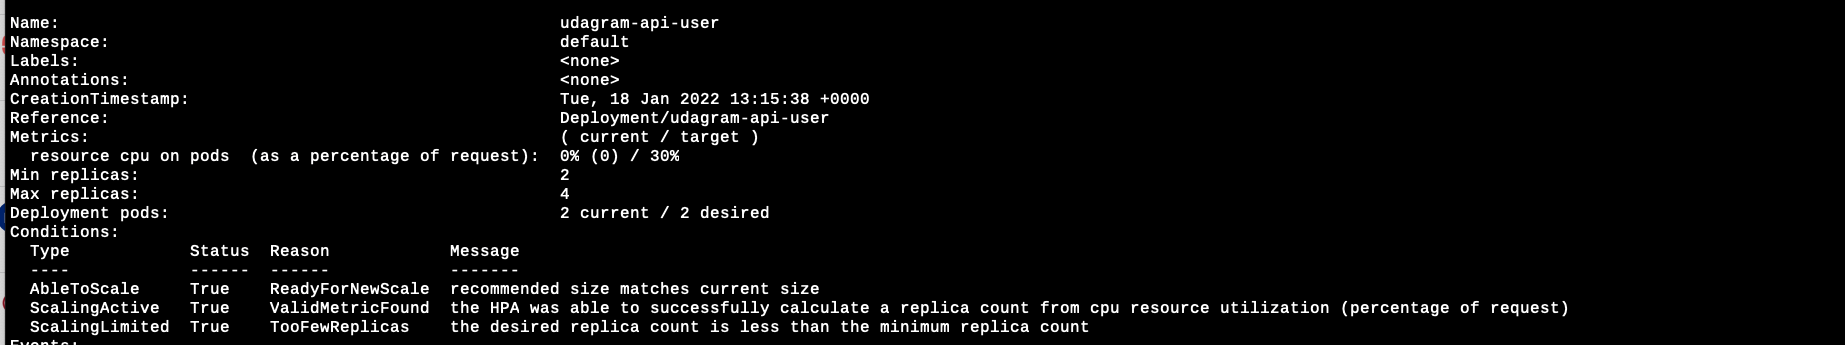 Name: udagram-api-user
Namespace: default
Labels: <none>
Annotations: <none>
CreationTimestamp: Tue, 18 Jan 2022 13:15:38 +0000
Reference: Deployment/udagram-api-user
Metrics: ( current / target )
resource cpu on pods (as a percentage of request): 0% (0) / 30%
Min replicas: 2
Max replicas: 4
Deployment pods: 2 current / 2 desired
Conditions:
Type Status Reason Message
---- ------ ------ -------
AbleToScale True ReadyForNewScale recommended size matches current size
ScalingActive True ValidMetricFound the HPA was able to successfully calculate a replica count from cpu resource utilization (percentage of request)
ScalingLimited True TooFewReplicas the desired replica count is less than the minimum replica count
Events: